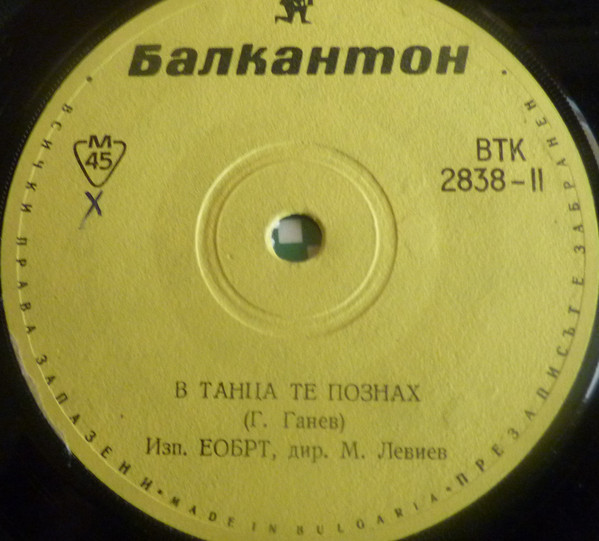 Балкантон
М
45
X
ВТК
2838-II
В ТАНЦА ТЕ ПОЗНАХ
(Г. Ганев)
Изп. ЕОБРТ, дир. М. Левиев
• ВСИЧКИ ПРАВА ЗАПАЗЕНИ • MADE IN BULGARIA • ПРЕЗАПИСЪТ Е ЗАБРАНЕН •